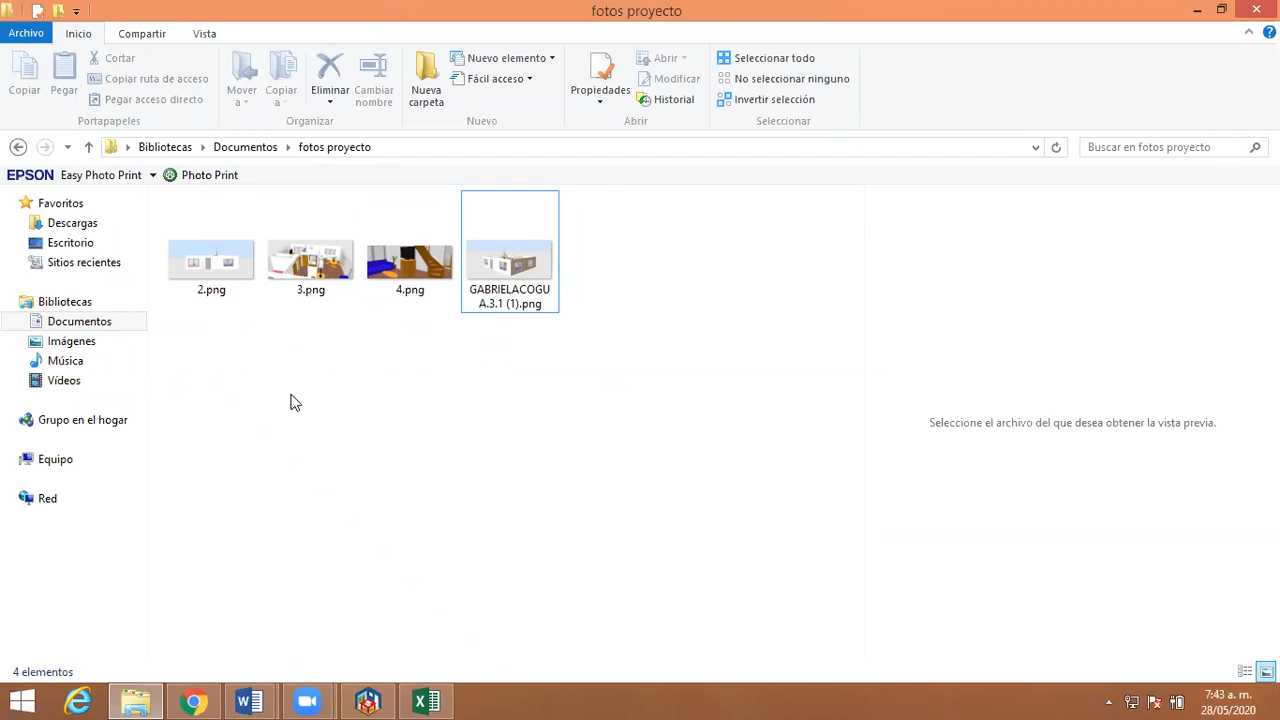 fotos proyecto
Archivo Inicio Compartir Vista
Copiar
Pegar
Cortar
Copiar ruta de acceso
Pegar acceso directo
Portapapeles
Mover a
Copiar a
Eliminar
Cambiar nombre
Organizar
Nueva carpeta
Nuevo elemento
Fácil acceso
Nuevo
Propiedades
Abrir
Modificar
Historial
Abrir
Seleccionar todo
No seleccionar ninguno
Invertir selección
Seleccionar
Bibliotecas Documentos fotos proyecto
Buscar en fotos proyecto
EPSON Easy Photo Print Photo Print
Favoritos
Descargas
Escritorio
Sitios recientes
Bibliotecas
Documentos
Imágenes
Música
Vídeos
Grupo en el hogar
Equipo
Red
2.png
3.png
4.png
GABRIELACOGU
A.3.1 (1).png
Seleccione el archivo del que desea obtener la vista previa.
4 elementos
7:43 a. m.
28/05/2020